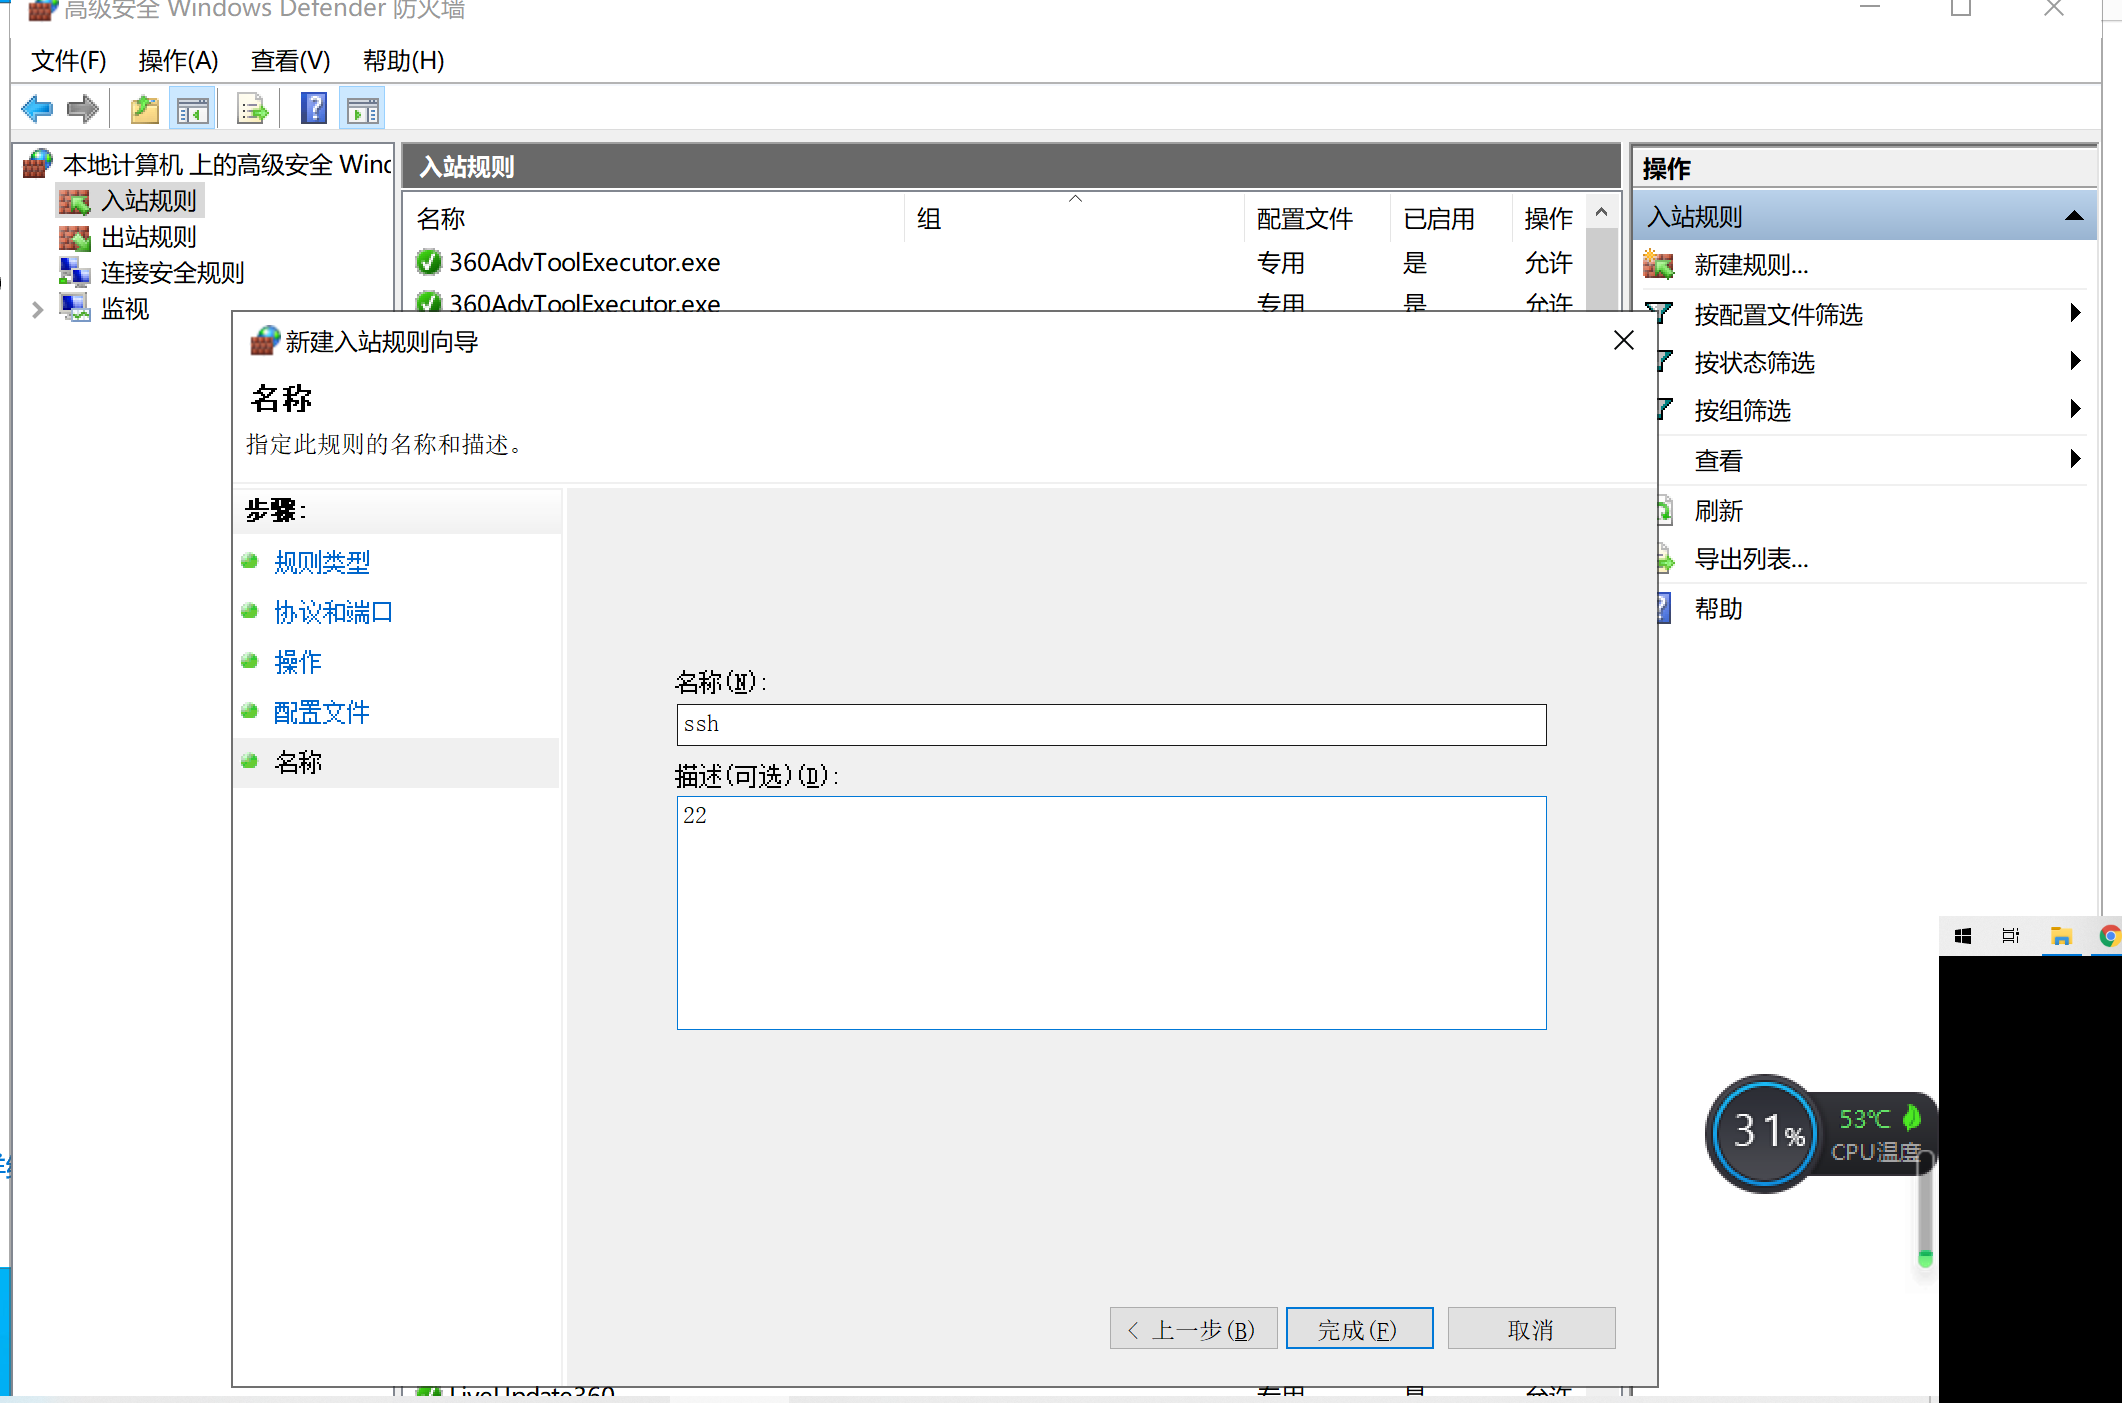 高级安全 Windows Defender 防火墙
文件(F) 操作(A) 查看(V) 帮助(H)
本地计算机 上的高级安全 Wind
入站规则
出站规则
连接安全规则
监视
入站规则
名称 组 配置文件 已启用 操作
360AdvToolExecutor.exe 专用 是 允许
360AdvToolExecutor.exe 专用 是 允许
操作
入站规则
新建规则...
按配置文件筛选
按状态筛选
按组筛选
查看
刷新
导出列表...
帮助
新建入站规则向导
名称
指定此规则的名称和描述。
步骤:
规则类型
协议和端口
操作
配置文件
名称
名称(N):
ssh
描述(可选)(D):
22
< 上一步(B) 完成(F) 取消
LiveUpdate360 专用 是 允许
31%
53℃
CPU温度